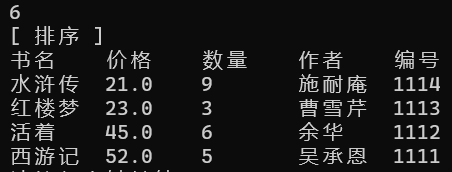 6
[ 排序 ]
书名 价格 数量 作者 编号
水浒传 21.0 9 施耐庵 1114
红楼梦 23.0 3 曹雪芹 1113
活着 45.0 6 余华 1112
西游记 52.0 5 吴承恩 1111